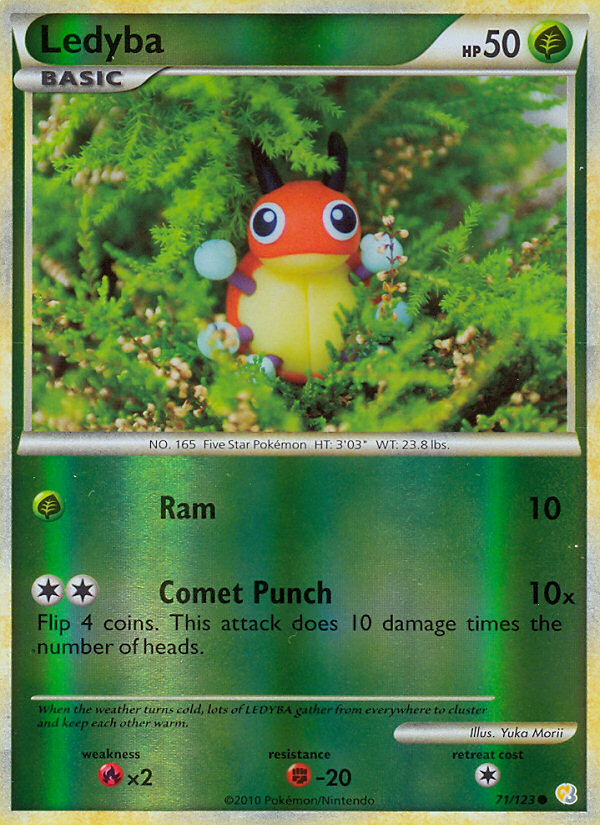 Ledyba
HP 50
BASIC
NO. 165 Five Star Pokémon HT: 3'03" WT: 23.8 lbs.
Ram 10
Comet Punch 10x
Flip 4 coins. This attack does 10 damage times the
number of heads.
When the weather turns cold, lots of LEDYBA gather from everywhere to cluster
and keep each other warm.
Illus. Yuka Morii
weakness resistance retreat cost
×2 -20
©2010 Pokémon/Nintendo 71/123